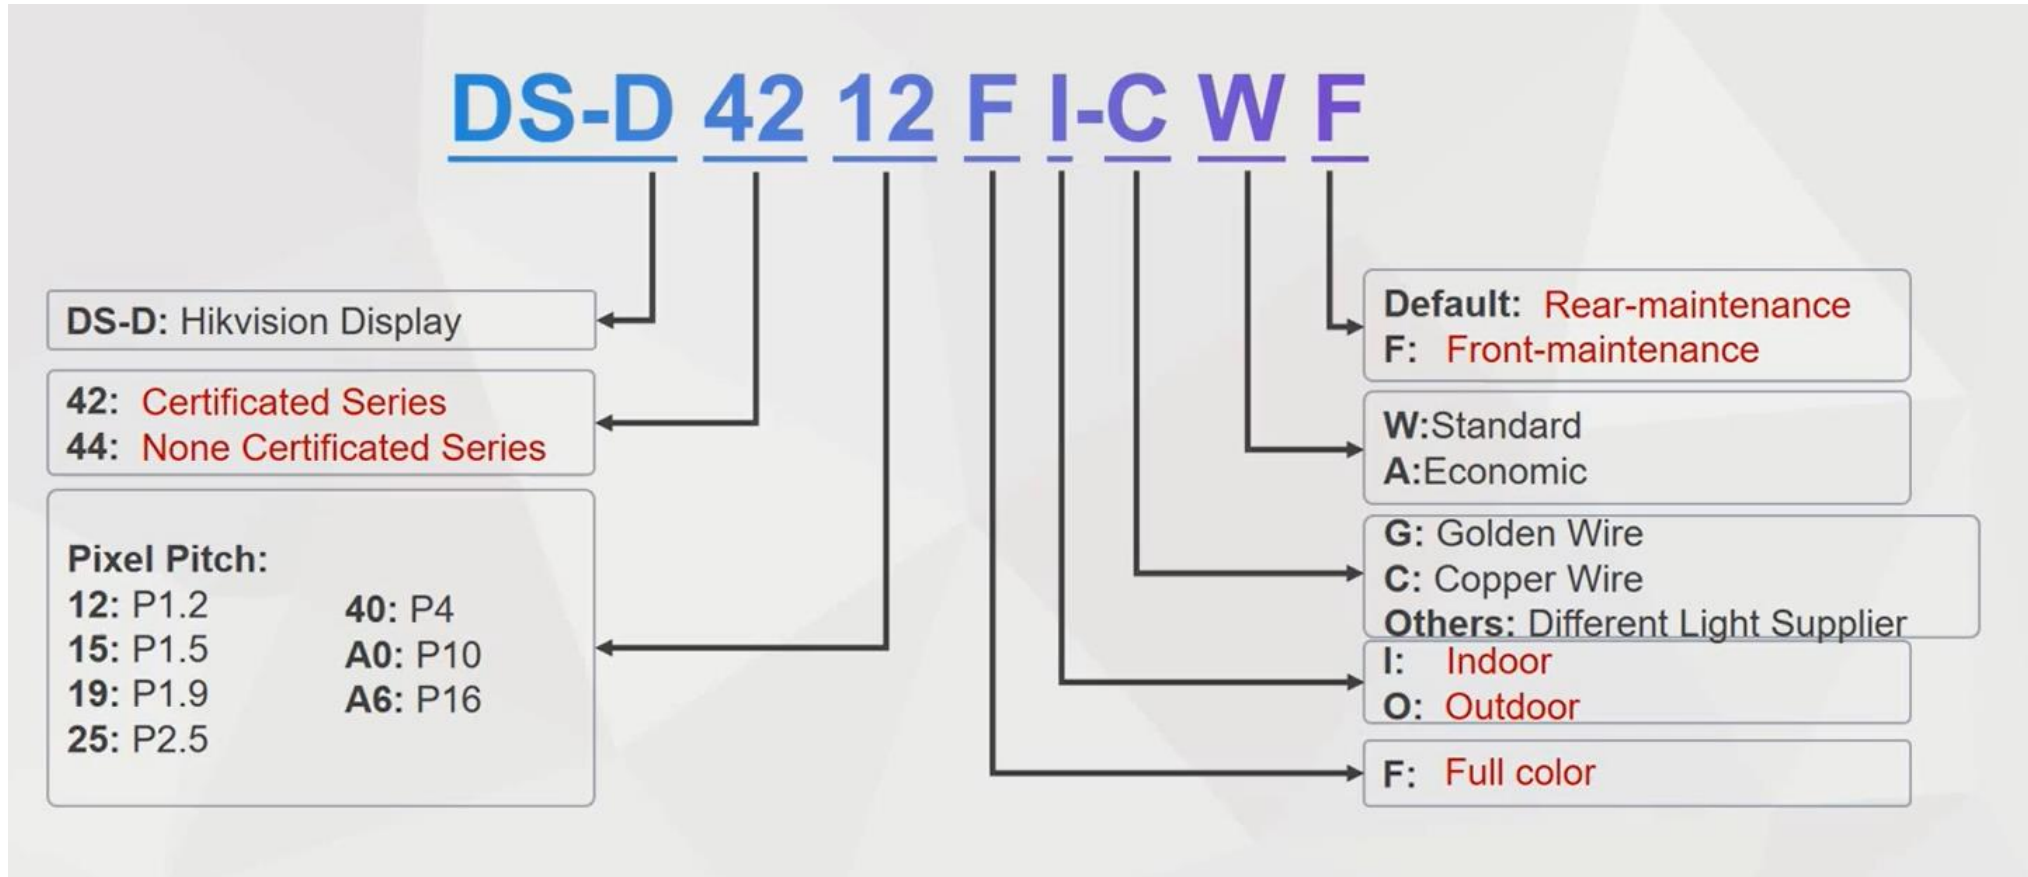 DS-D 42 12 F I-C W F
DS-D: Hikvision Display
42: Certificated Series
44: None Certificated Series
Pixel Pitch:
12: P1.2
15: P1.5
19: P1.9
25: P2.5
40: P4
A0: P10
A6: P16
Default: Rear-maintenance
F: Front-maintenance
W:Standard
A:Economic
G: Golden Wire
C: Copper Wire
Others: Different Light Supplier
I: Indoor
O: Outdoor
F: Full color